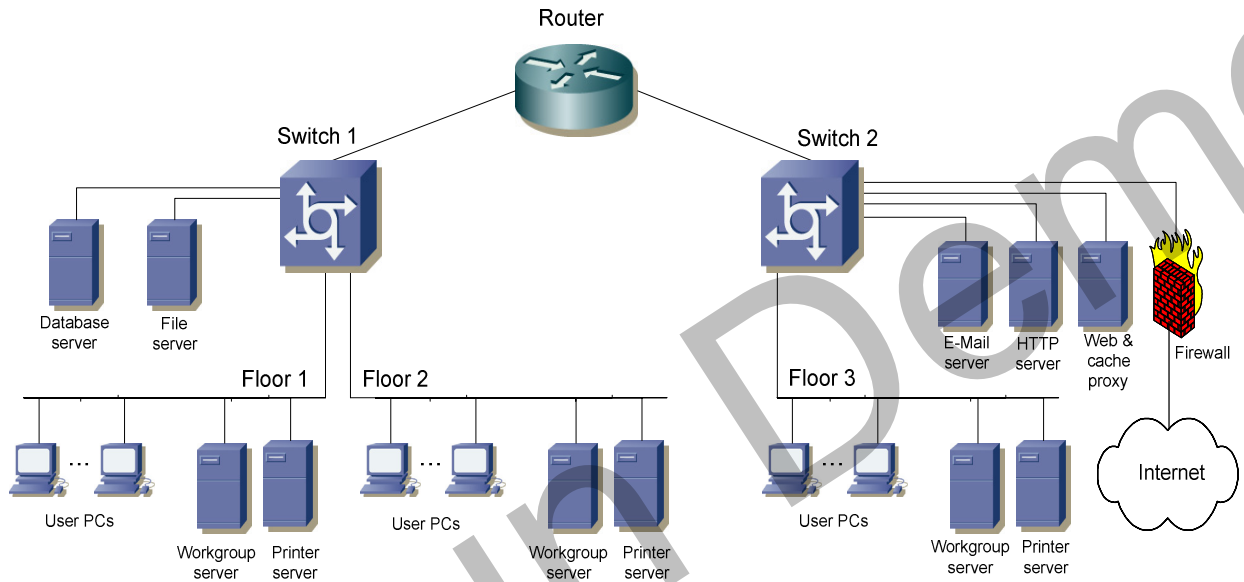 Router
Switch 1
Switch 2
Database
server
File
server
E-Mail
server
HTTP
server
Web &
cache
proxy
Firewall
Floor 1
Floor 2
Floor 3
...
...
...
Internet
User PCs
User PCs
User PCs
Workgroup
server
Printer
server
Workgroup
server
Printer
server
Workgroup
server
Printer
server